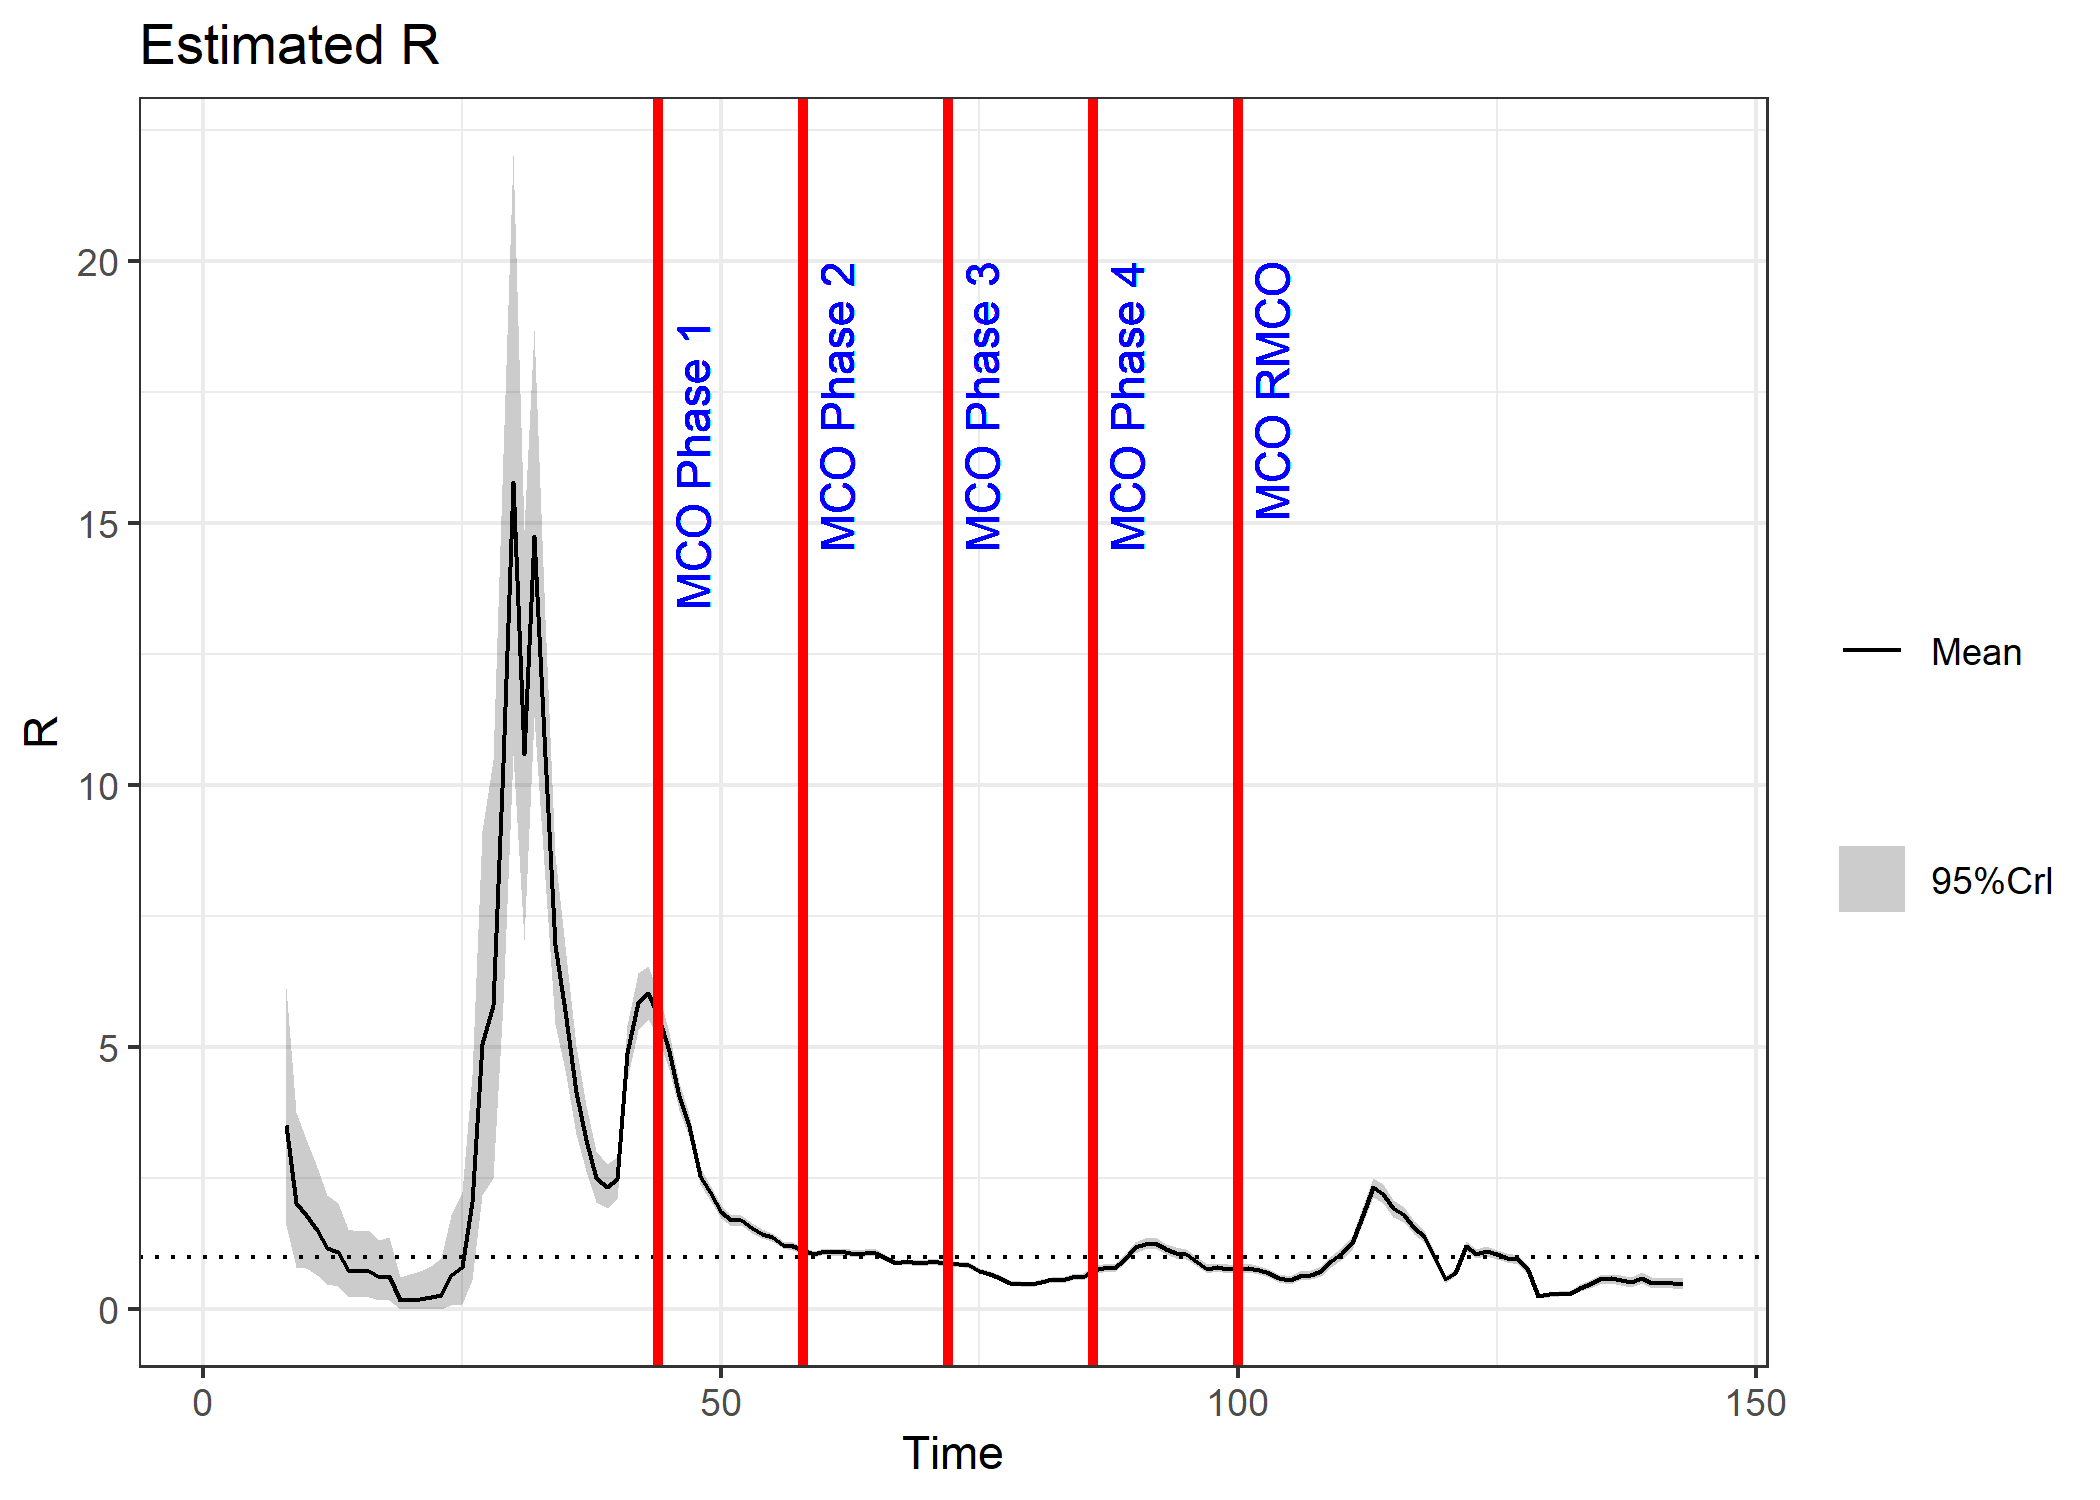 Estimated R
R
20
15
10
5
0
MCO Phase 1
MCO Phase 2
MCO Phase 3
MCO Phase 4
MCO RMCO
0
50
100
150
Time
Mean
95%CrI